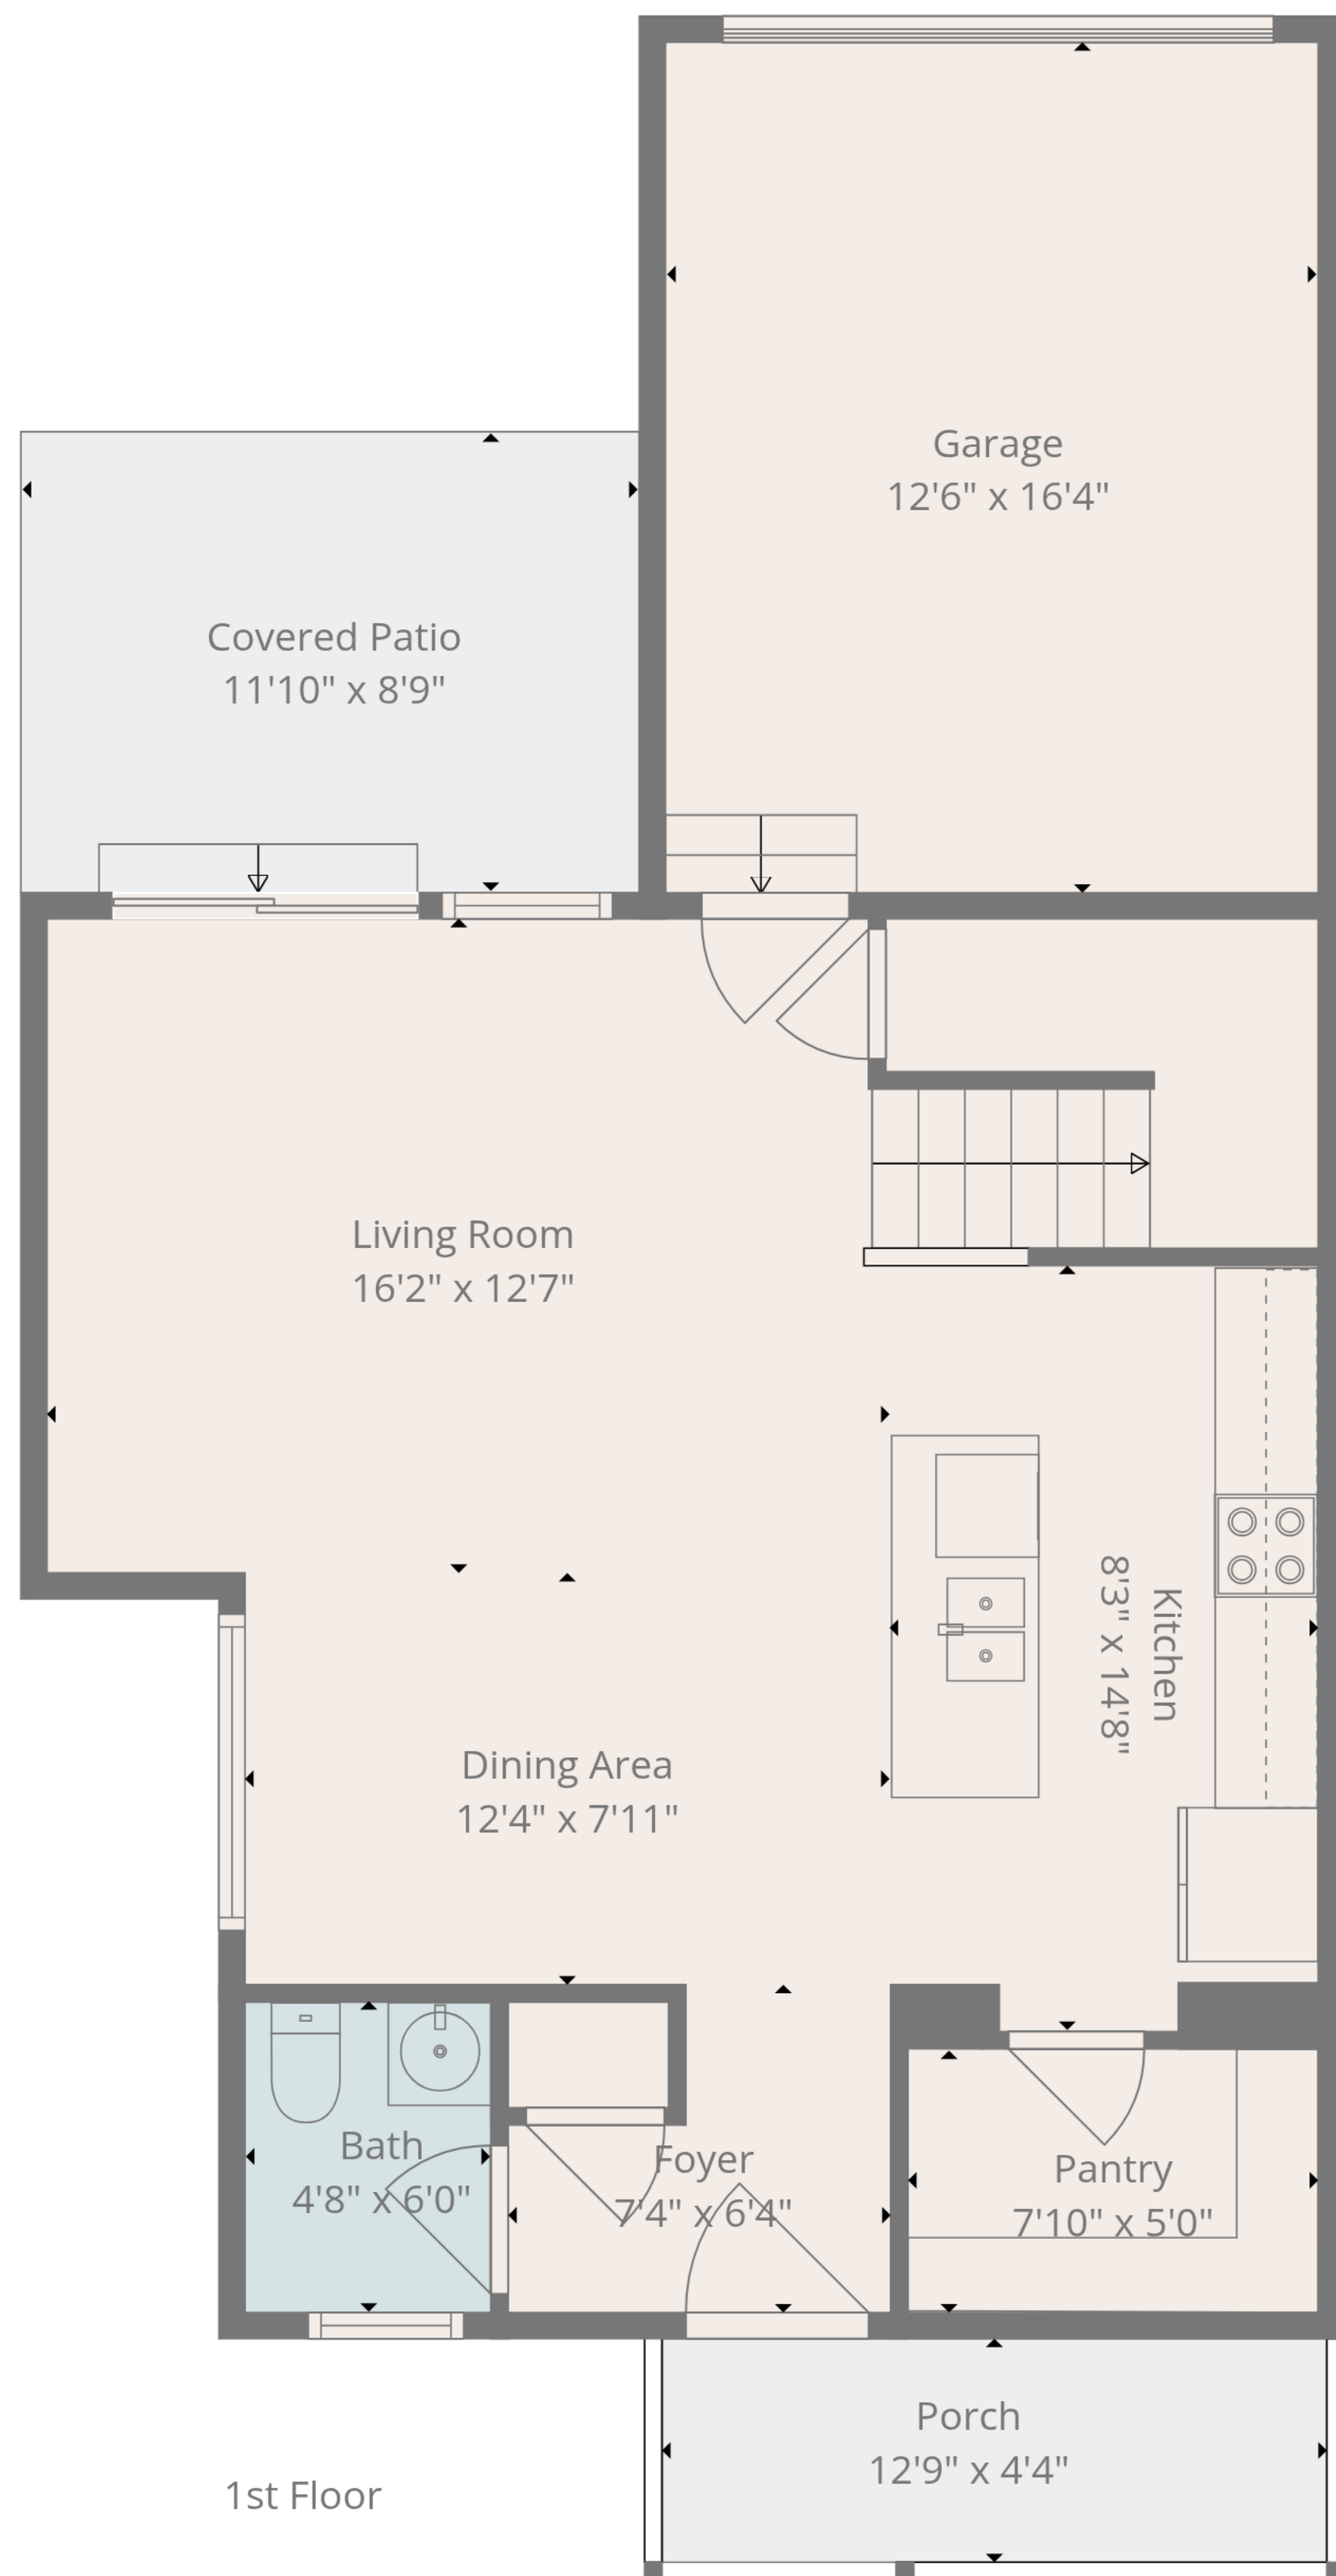 Garage
12'6" x 16'4"
Covered Patio
11'10" x 8'9"
Living Room
16'2" x 12'7"
Kitchen
8'3" x 14'8"
Dining Area
12'4" x 7'11"
Bath
4'8" x 6'0"
Foyer
7'4" x 6'4"
Pantry
7'10" x 5'0"
Porch
12'9" x 4'4"
1st Floor